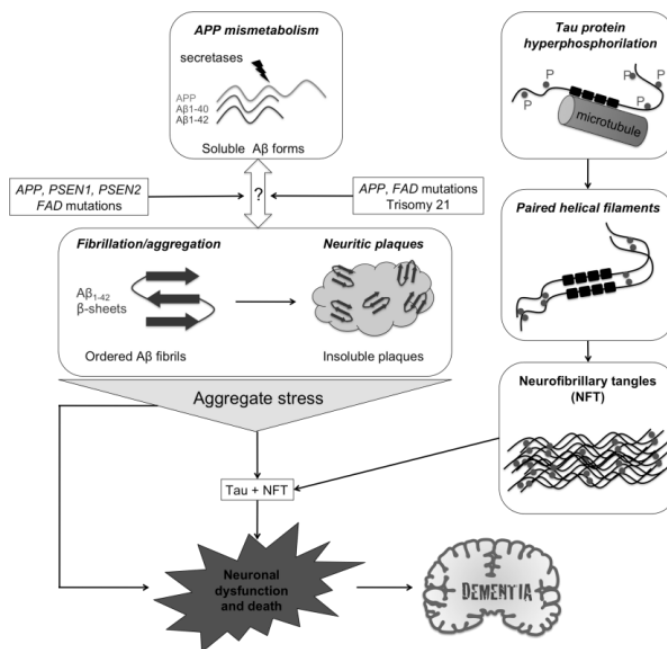 APP mismetabolism
secretases
APP
Aβ1-40
Aβ1-42
Soluble Aβ forms
APP, PSEN1, PSEN2
FAD mutations
?
APP, FAD mutations
Trisomy 21
Fibrillation/aggregation
Aβ1-42
β-sheets
Ordered Aβ fibrils
Neuritic plaques
Insoluble plaques
Aggregate stress
Tau + NFT
Neuronal
dysfunction
and death
DEMENTIA
Tau protein
hyperphosphorilation
P
P
P
P
microtubule
Paired helical filaments
Neurofibrillary tangles
(NFT)